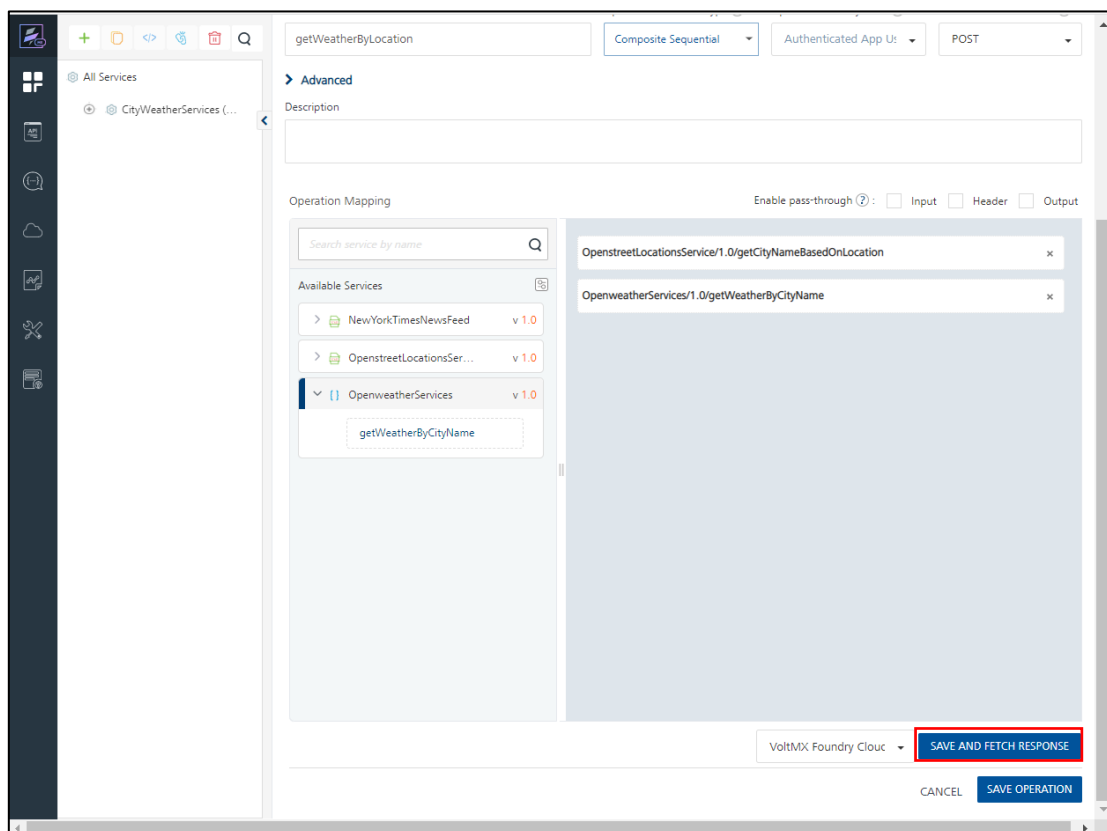 getWeatherByLocation
Composite Sequential
Authenticated App Us
POST
All Services
CityWeatherServices (...
Advanced
Description
Operation Mapping
Enable pass-through ? :
Input
Header
Output
Search service by name
Available Services
NewYorkTimesNewsFeed
v 1.0
OpenstreetLocationsSer...
v 1.0
OpenweatherServices
v 1.0
getWeatherByCityName
OpenstreetLocationsService/1.0/getCityNameBasedOnLocation
×
OpenweatherServices/1.0/getWeatherByCityName
×
API
VoltMX Foundry Clouc
SAVE AND FETCH RESPONSE
CANCEL
SAVE OPERATION